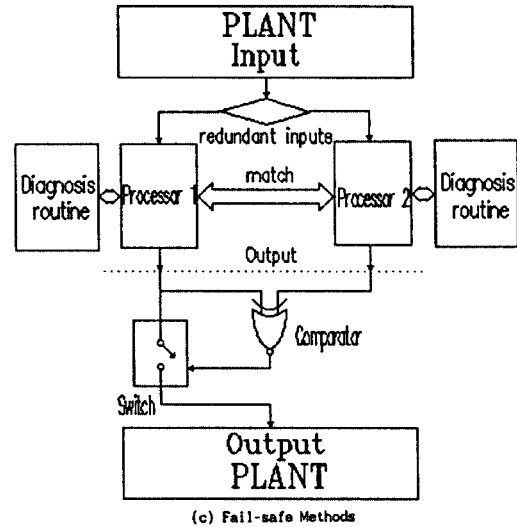 PLANT
Input
redundant inputs
Diagnosis
routine
Processor 1
match
Processor 2
Diagnosis
routine
Output
Comparator
Switch
Output
PLANT
(c) Fail-safe Methods